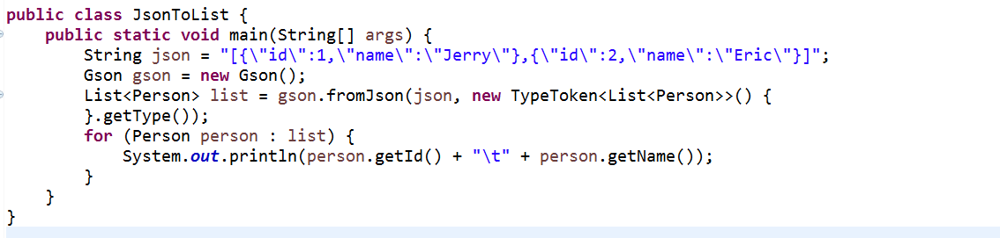 public class JsonToList {
    public static void main(String[] args) {
        String json = "[{\"id\":1,\"name\":\"Jerry\"},{\"id\":2,\"name\":\"Eric\"}]";
        Gson gson = new Gson();
        List<Person> list = gson.fromJson(json, new TypeToken<List<Person>>() {
        }.getType());
        for (Person person : list) {
            System.out.println(person.getId() + "\t" + person.getName());
        }
    }
}